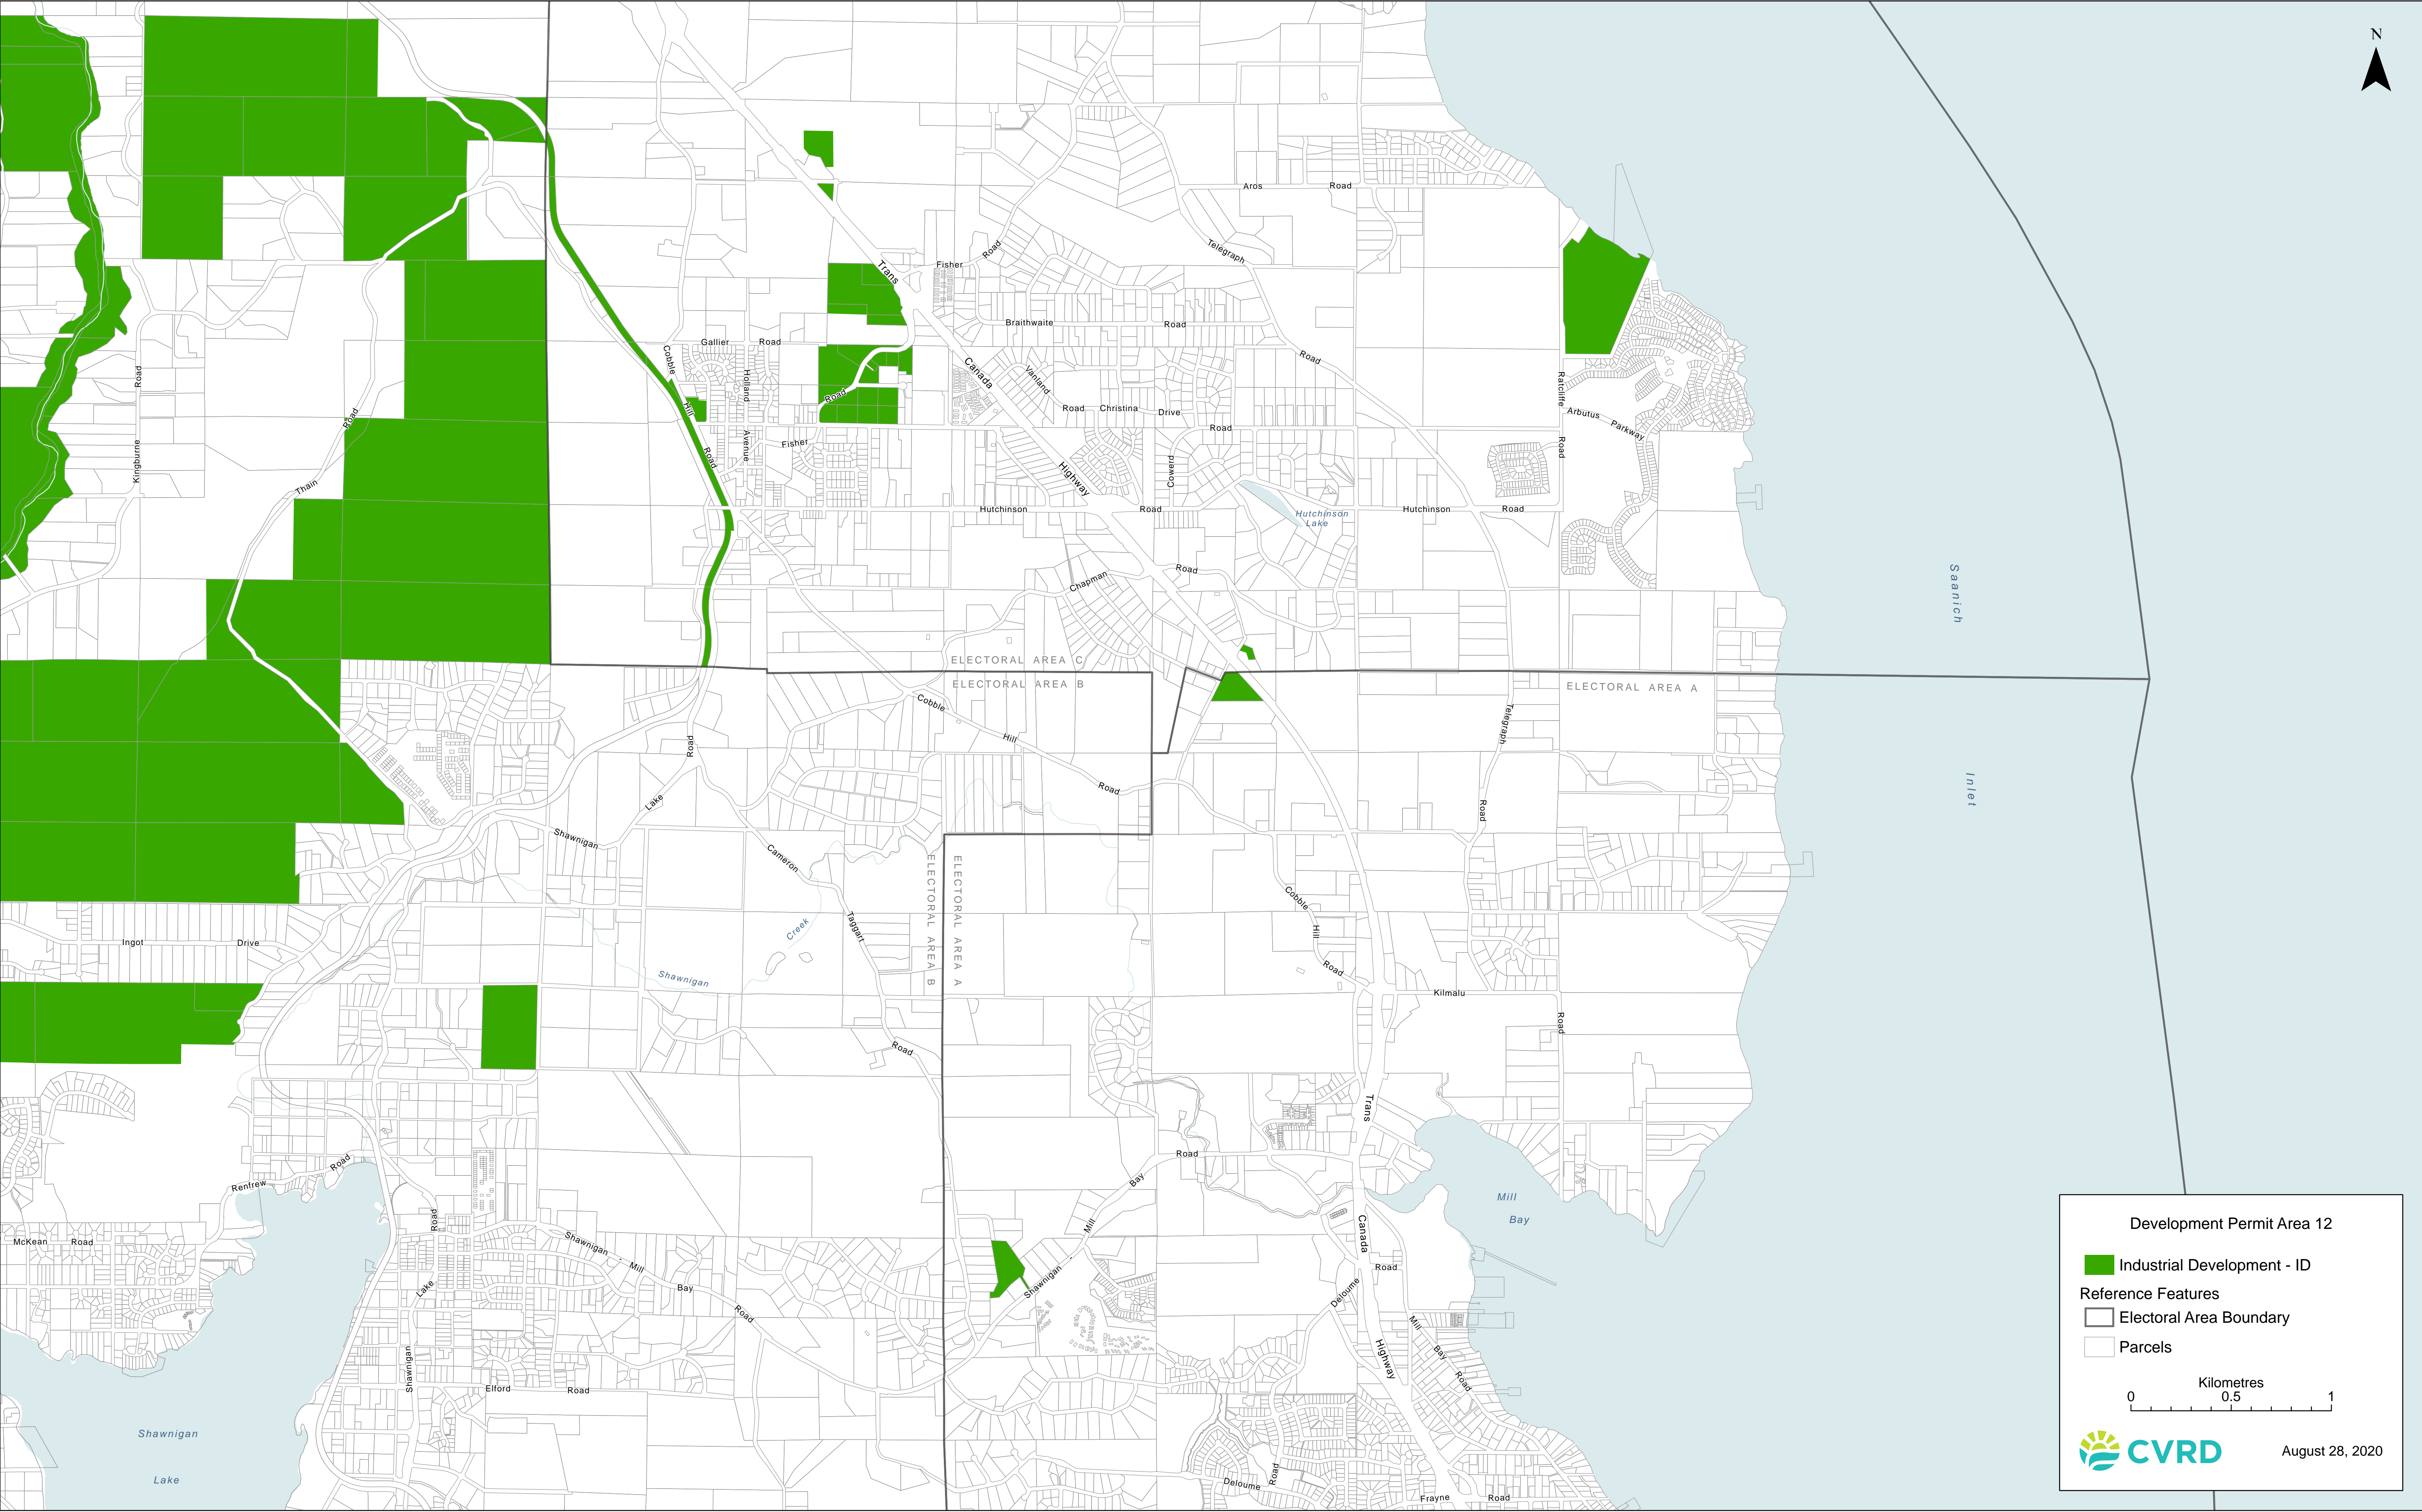 N
Aros Road
Telegraph
Fisher Road
Trans
Braithwaite Road
Gallier Road
Cobble
Hill
Road
Holland
Avenue
Road
Fisher
Canada
Vanland
Road Christina Drive
Road
Road
Ratcliffe
Road
Arbutus
Parkway
Kingburne
Road
Thain
Road
Highway
Cowerd
Hutchinson Road
Hutchinson
Lake
Hutchinson Road
Chapman Road
Saanich
Inlet
ELECTORAL AREA C
ELECTORAL AREA B
ELECTORAL AREA A
Cobble
Hill
Road
Telegraph
Road
Road
Lake
Shawnigan
Cameron
Taggart
Road
Creek
Shawnigan
ELECTORAL AREA B
ELECTORAL AREA A
Cobble
Hill
Road
Kilmalu
Road
Ingot Drive
Trans
Road
Bay
Mill
-
Shawnigan
Mill
Bay
Renfrew Road
McKean Road
Road
Lake
Shawnigan
Shawnigan - Mill Bay Road
Elford Road
Canada
Road
Deloume
Highway
Mill
Bay
Road
Deloume
Road
Frayne Road
Shawnigan
Lake
Development Permit Area 12
Industrial Development - ID
Reference Features
Electoral Area Boundary
Parcels
Kilometres
0 0.5 1
CVRD
August 28, 2020